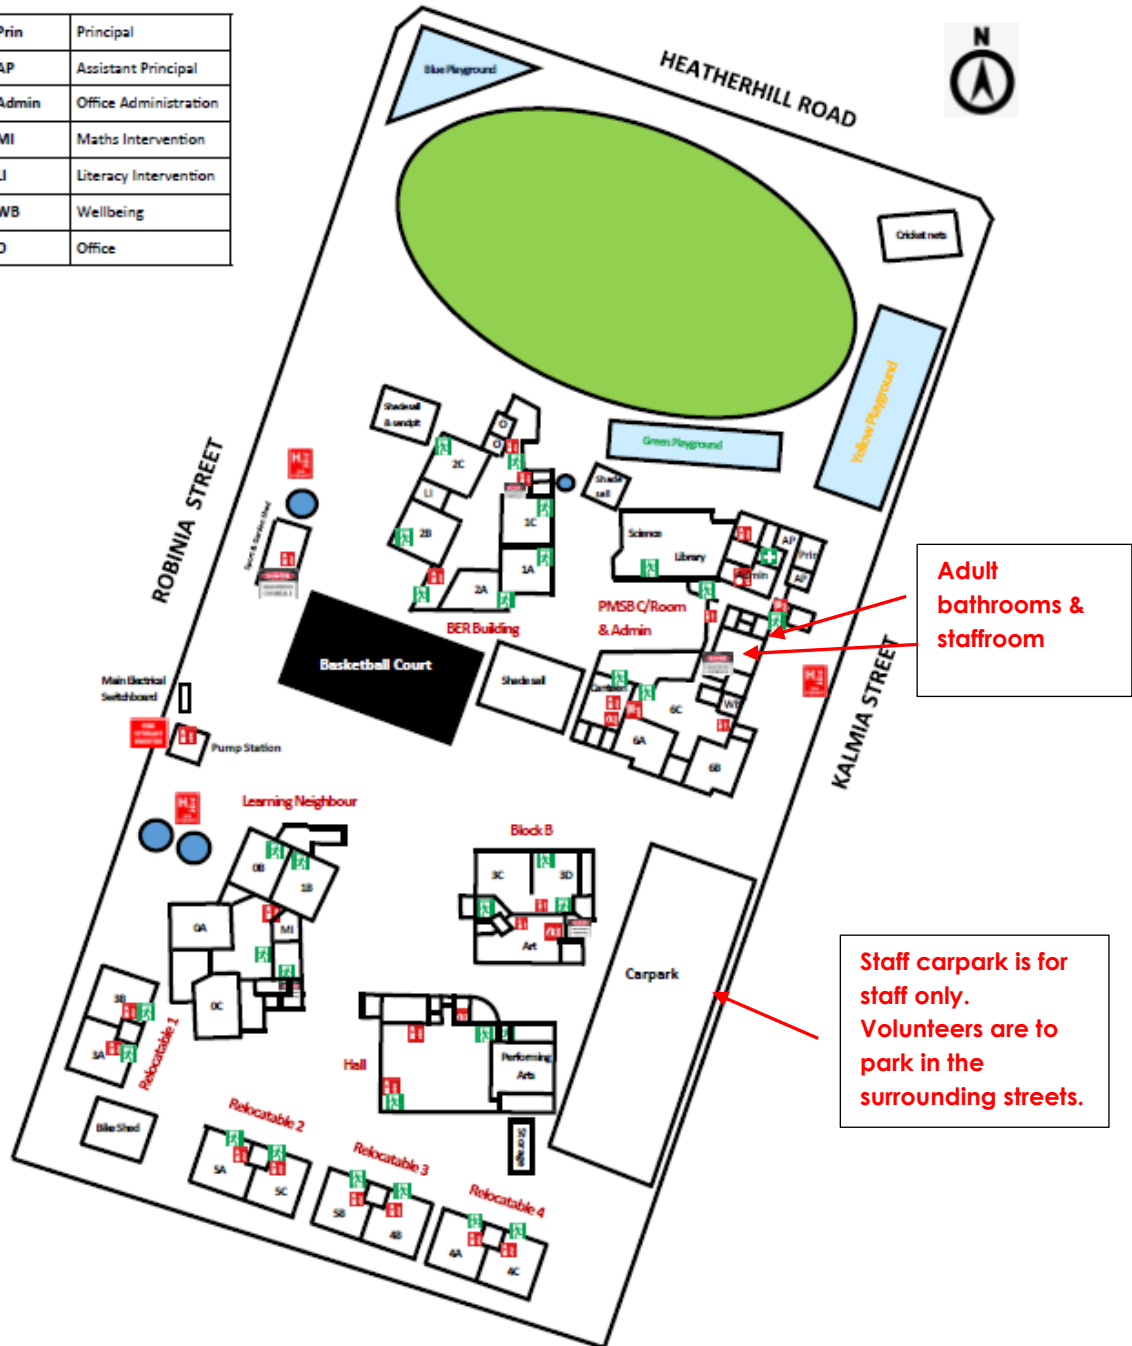 Prin Principal
AP Assistant Principal
Admin Office Administration
MI Maths Intervention
LI Literacy Intervention
WB Wellbeing
O Office
N
HEATHERHILL ROAD
Blue Playground
Cricket nets
Yellow Playground
Green Playground
Shade sail
& sandpit
O
O
2C
LI
2B
2A
1C
1A
BER Building
Shade
sail
Science
Library
AP
Prin
Admin
AP
PMSB C/Room
& Admin
Adult
bathrooms &
staffroom
ROBINIA STREET
Sport & Garden Shed
Basketball Court
Shade sail
Canteen
6C
WB
6A
6B
KALMIA STREET
Main Electrical
Switchboard
Pump Station
Learning Neighbour
0B
1B
0A
MI
0C
Block B
3C
3D
Art
Carpark
Staff carpark is for
staff only.
Volunteers are to
park in the
surrounding streets.
3B
3A
Relocatable 1
Hall
Performing
Arts
Storage
Bike Shed
Relocatable 2
5A
5C
Relocatable 3
5B
4B
Relocatable 4
4A
4C